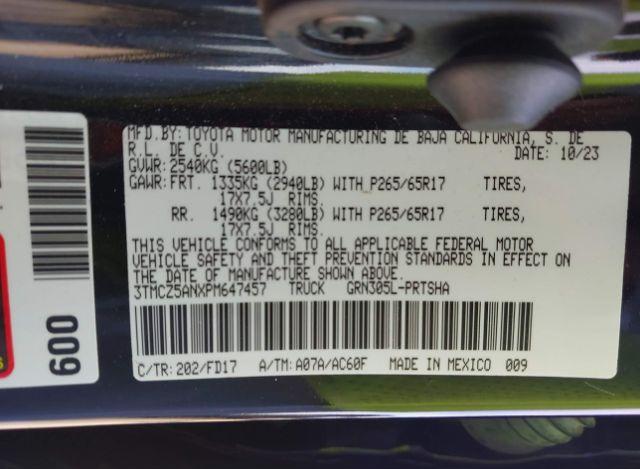 MFD.BY: TOYOTA MOTOR MANUFACTURING DE BAJA CALIFORNIA, S. DE
R.L. DE C.V. DATE: 10/23
GVWR: 2540KG (5600LB)
GAWR: FRT. 1335KG (2940LB) WITH P265/65R17 TIRES,
17X7.5J RIMS.
RR. 1490KG (3280LB) WITH P265/65R17 TIRES,
17X7.5J RIMS.
THIS VEHICLE CONFORMS TO ALL APPLICABLE FEDERAL MOTOR
VEHICLE SAFETY AND THEFT PREVENTION STANDARDS IN EFFECT ON
THE DATE OF MANUFACTURE SHOWN ABOVE.
3TMCZ5ANXPM647457 TRUCK GRN305L-PRTSHA
C/TR: 202/FD17 A/TM: A07A/AC60F MADE IN MEXICO 009
600